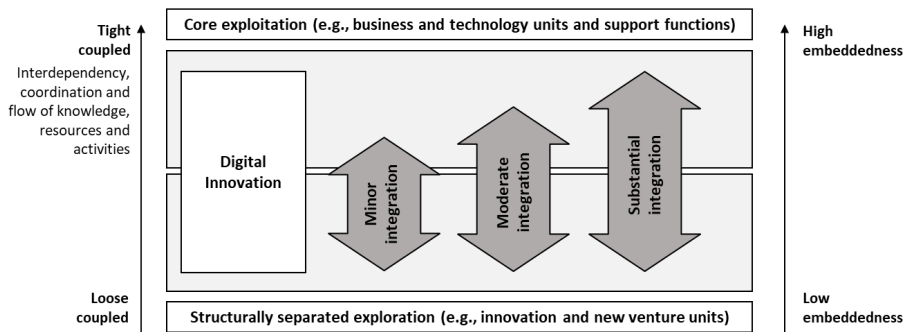 Core exploitation (e.g., business and technology units and support functions)
Tight
coupled
Interdependency,
coordination and
flow of knowledge,
resources and
activities
High
embeddedness
Digital
Innovation
Minor
integration
Moderate
integration
Substantial
integration
Loose
coupled
Low
embeddedness
Structurally separated exploration (e.g., innovation and new venture units)